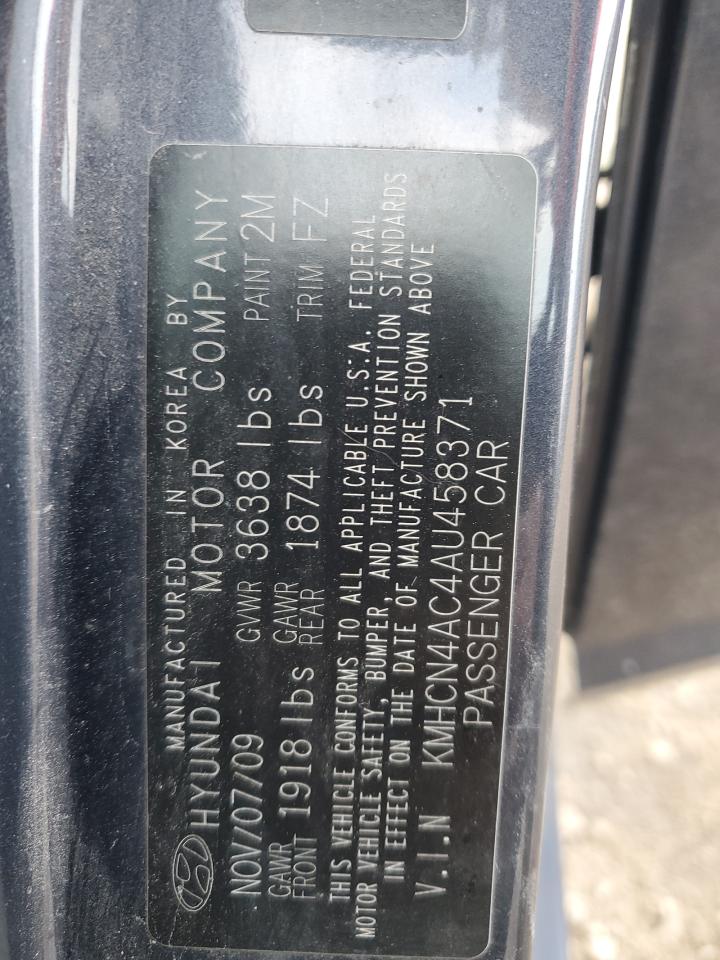 MANUFACTURED IN KOREA BY
HYUNDAI MOTOR COMPANY
NOV/07/09 GVWR 3638 lbs PAINT 2M
GAWR FRONT 1918 lbs GAWR REAR 1874 lbs TRIM FZ
THIS VEHICLE CONFORMS TO ALL APPLICABLE U.S.A. FEDERAL
MOTOR VEHICLE SAFETY, BUMPER, AND THEFT PREVENTION STANDARDS
IN EFFECT ON THE DATE OF MANUFACTURE SHOWN ABOVE
V.I.N KMHCN4AC4AU458371
PASSENGER CAR